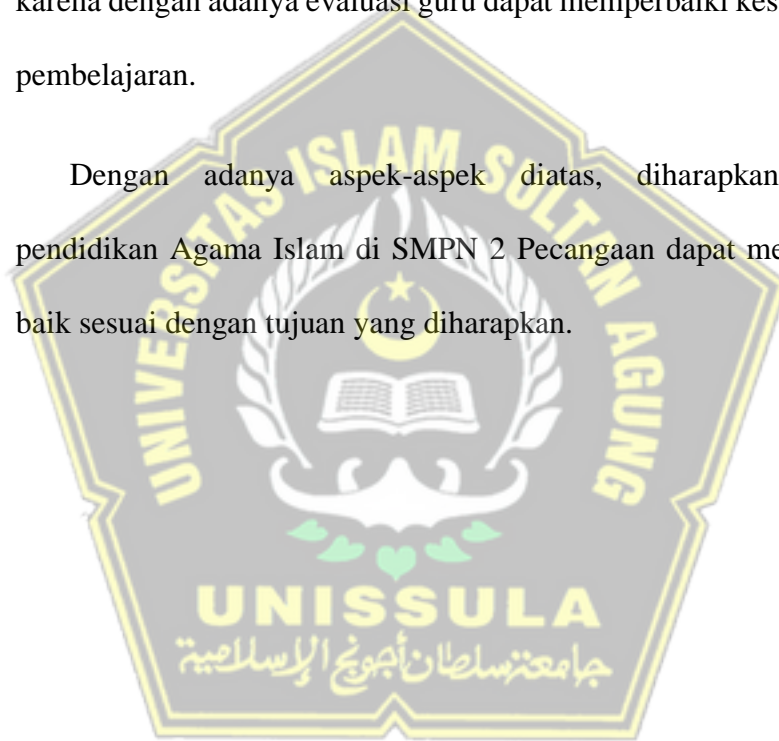 karena dengan adanya evaluasi guru dapat memperbaiki kes
pembelajaran.
Dengan adanya aspek-aspek diatas, diharapkan
pendidikan Agama Islam di SMPN 2 Pecangaan dapat me
baik sesuai dengan tujuan yang diharapkan.
UNIVERSITAS ISLAM SULTAN AGUNG
UNISSULA
جامعة سلطان أجونج الإسلامية